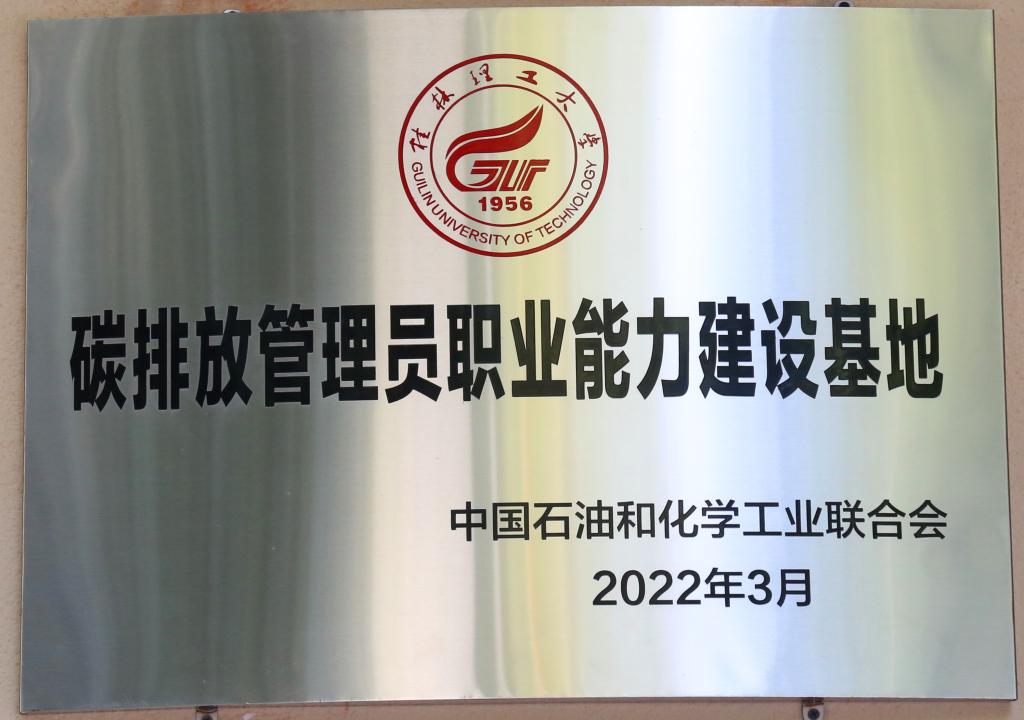 桂林理工大学
GUT
1956
GUILIN UNIVERSITY OF TECHNOLOGY
碳排放管理员职业能力建设基地
中国石油和化学工业联合会
2022年3月